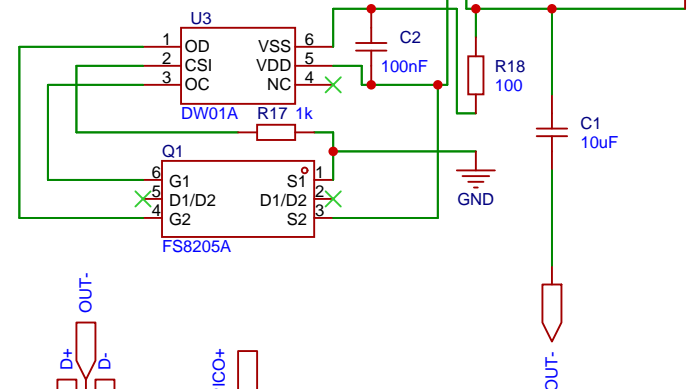 U3
1
OD
VSS
6
2
CSI
VDD
5
3
OC
NC
4
DW01A
R17 1k
C2
100nF
R18
100
C1
10uF
Q1
6
G1
S1
1
5
D1/D2
D1/D2
2
4
G2
S2
3
FS8205A
GND
OUT-
D+
D-
ICO+
OUT-